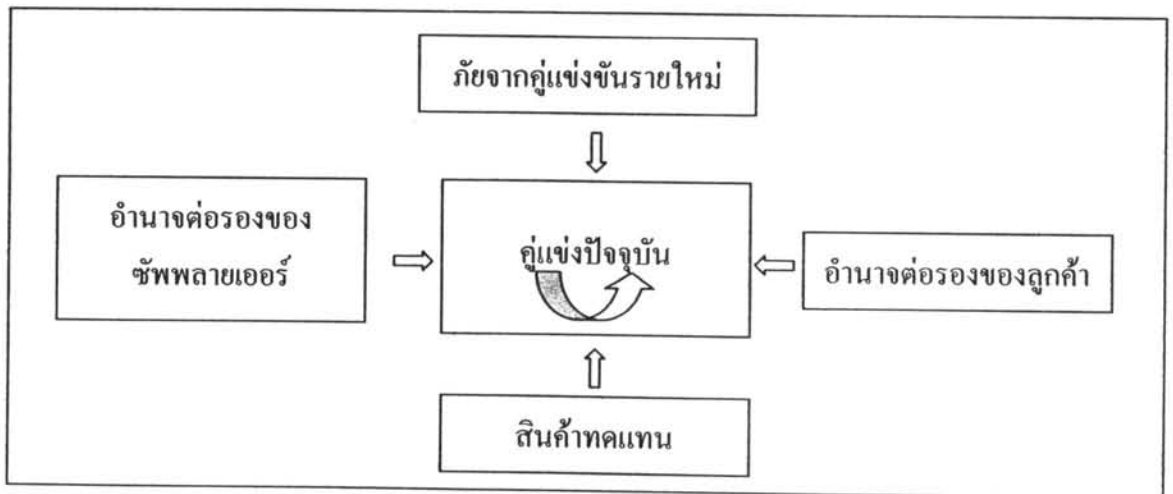 ภัยจากคู่แข่งขันรายใหม่
อำนาจต่อรองของ
ซัพพลายเออร์
คู่แข่งปัจจุบัน
อำนาจต่อรองของลูกค้า
สินค้าทดแทน